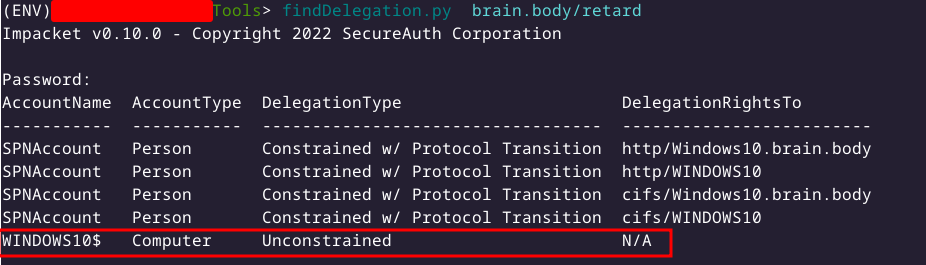 (ENV) Tools> findDelegation.py brain.body/retard
Impacket v0.10.0 - Copyright 2022 SecureAuth Corporation
Password:
AccountName AccountType DelegationType DelegationRightsTo
----------- ----------- ---------------------------------- -------------------------
SPNAccount Person Constrained w/ Protocol Transition http/Windows10.brain.body
SPNAccount Person Constrained w/ Protocol Transition http/WINDOWS10
SPNAccount Person Constrained w/ Protocol Transition cifs/Windows10.brain.body
SPNAccount Person Constrained w/ Protocol Transition cifs/WINDOWS10
WINDOWS10$ Computer Unconstrained N/A